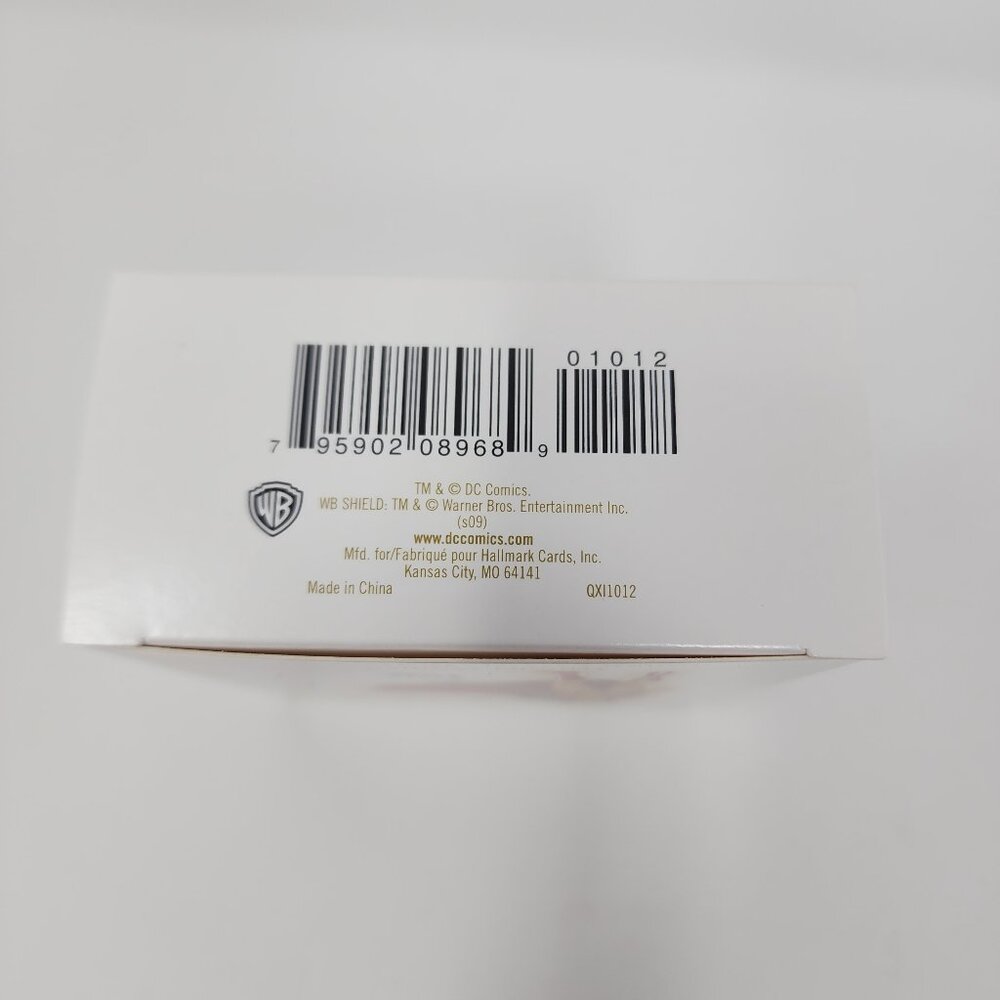 01012
7 95902 08968 9
WB
TM & © DC Comics.
WB SHIELD: TM & © Warner Bros. Entertainment Inc.
(s09)
www.dccomics.com
Mfd. for/Fabriqué pour Hallmark Cards, Inc.
Kansas City, MO 64141
Made in China QXI1012